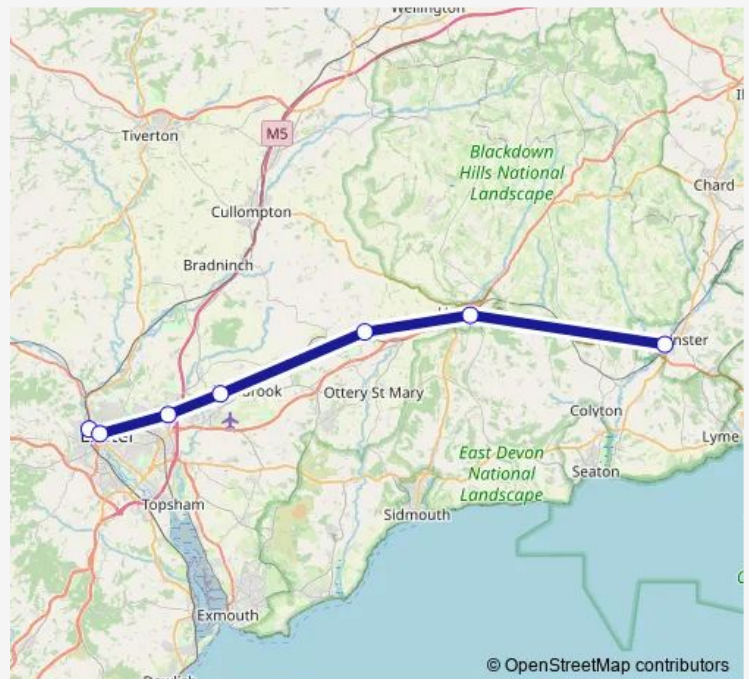 Wellington
Tiverton
M5
Blackdown
Hills National
Landscape
Chard
Cullompton
Bradninch
Ottery St Mary
Colyton
Lyme
East Devon
National
Landscape
Seaton
Topsham
Sidmouth
Exmouth
© OpenStreetMap contributors